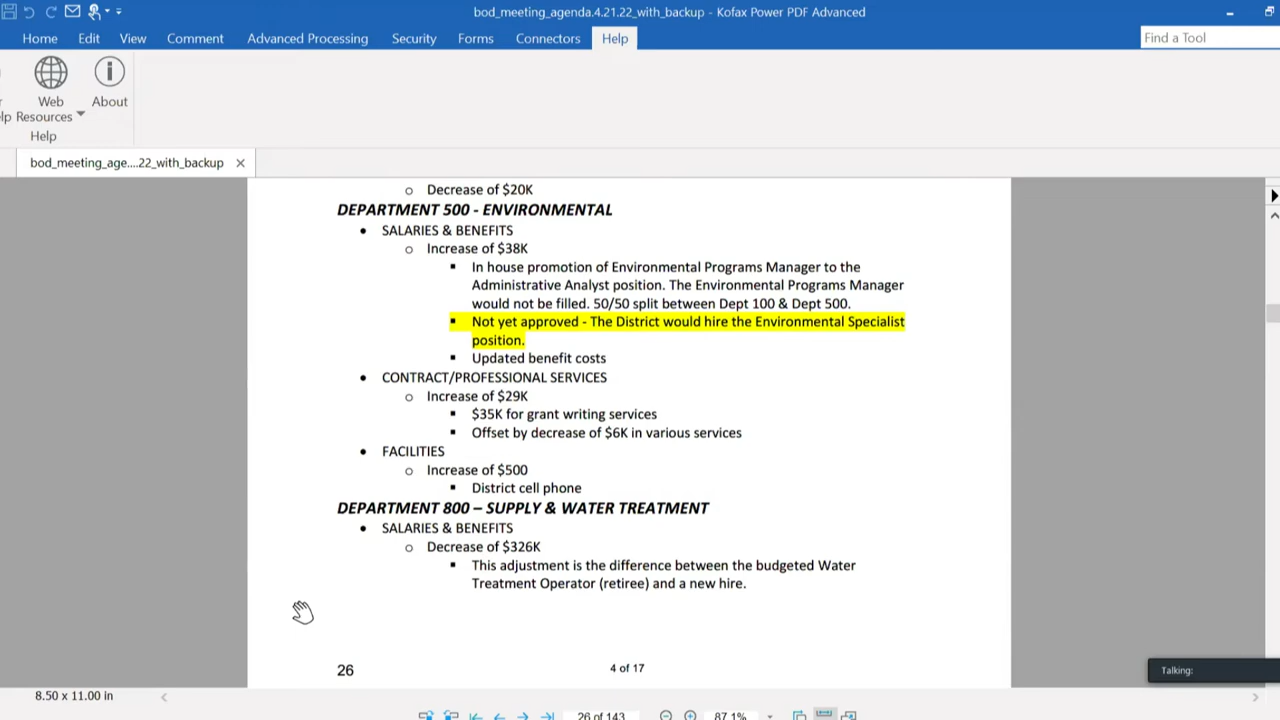 bod_meeting_agenda.4.21.22_with_backup - Kofax Power PDF Advanced
Home Edit View Comment Advanced Processing Security Forms Connectors Help
Find a Tool
Web Resources
About
Help
bod_meeting_age....22_with_backup
o Decrease of $20K
DEPARTMENT 500 - ENVIRONMENTAL
• SALARIES & BENEFITS
o Increase of $38K
▪ In house promotion of Environmental Programs Manager to the
Administrative Analyst position. The Environmental Programs Manager
would not be filled. 50/50 split between Dept 100 & Dept 500.
▪ Not yet approved - The District would hire the Environmental Specialist
position.
▪ Updated benefit costs
• CONTRACT/PROFESSIONAL SERVICES
o Increase of $29K
▪ $35K for grant writing services
▪ Offset by decrease of $6K in various services
• FACILITIES
o Increase of $500
▪ District cell phone
DEPARTMENT 800 – SUPPLY & WATER TREATMENT
• SALARIES & BENEFITS
o Decrease of $326K
▪ This adjustment is the difference between the budgeted Water
Treatment Operator (retiree) and a new hire.
26
4 of 17
Talking:
8.50 x 11.00 in
26 of 143
87.1%